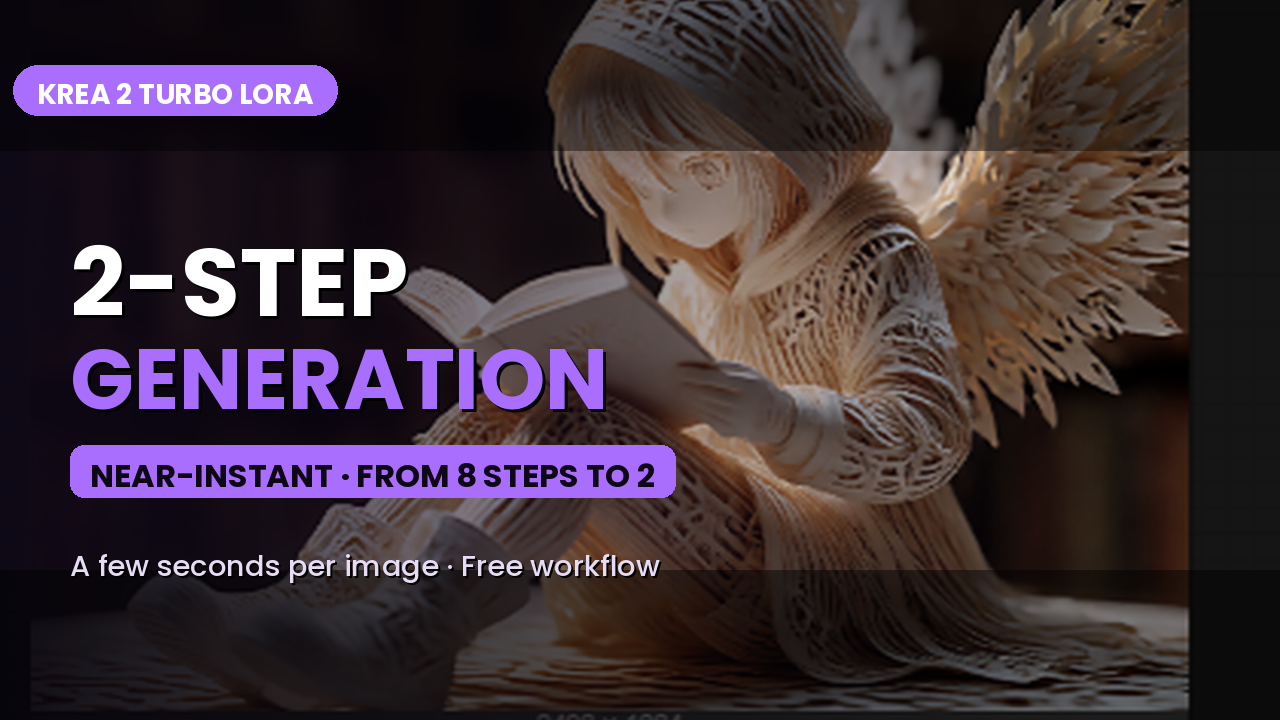 KREA 2 TURBO LORA
2-STEP
GENERATION
NEAR-INSTANT · FROM 8 STEPS TO 2
A few seconds per image · Free workflow